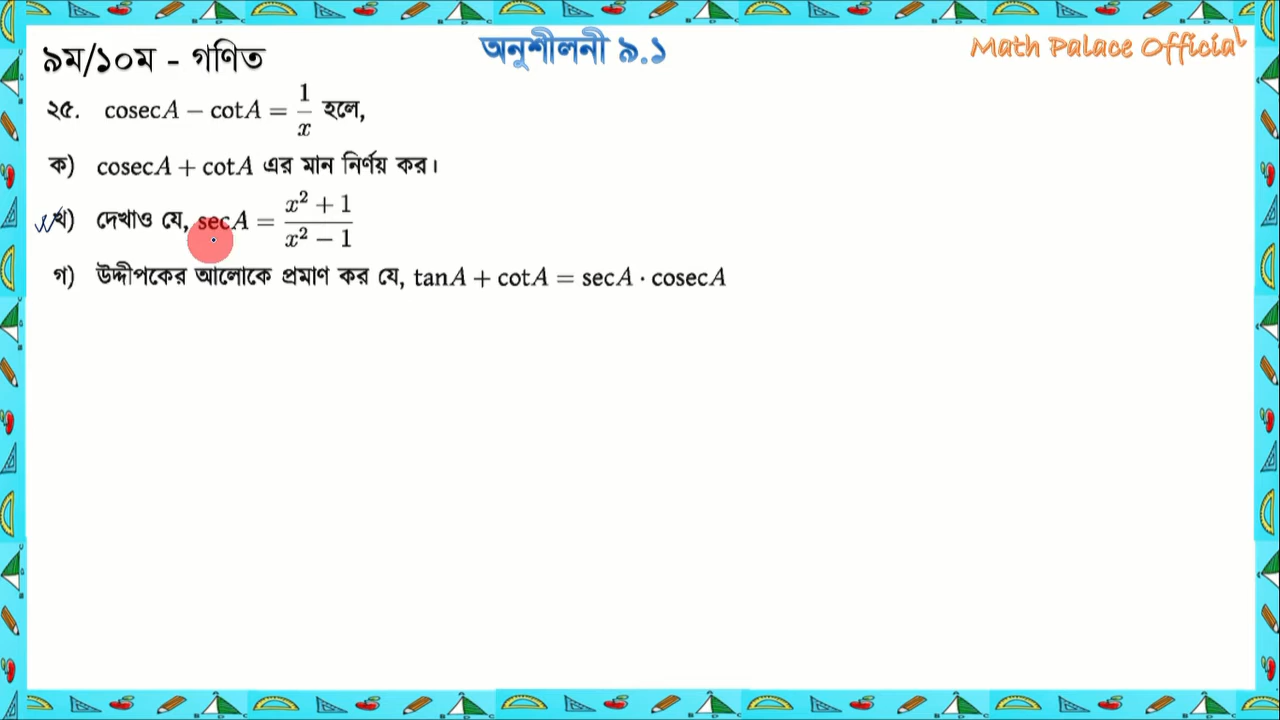 ৯ম/১০ম - গণিত
অনুশীলনী ৯.১
Math Palace Official
২৫. cosecA − cotA = 1/x হলে,
ক) cosecA + cotA এর মান নির্ণয় কর।
খ) দেখাও যে, secA = (x² + 1)/(x² − 1)
গ) উদ্দীপকের আলোকে প্রমাণ কর যে, tanA + cotA = secA · cosecA